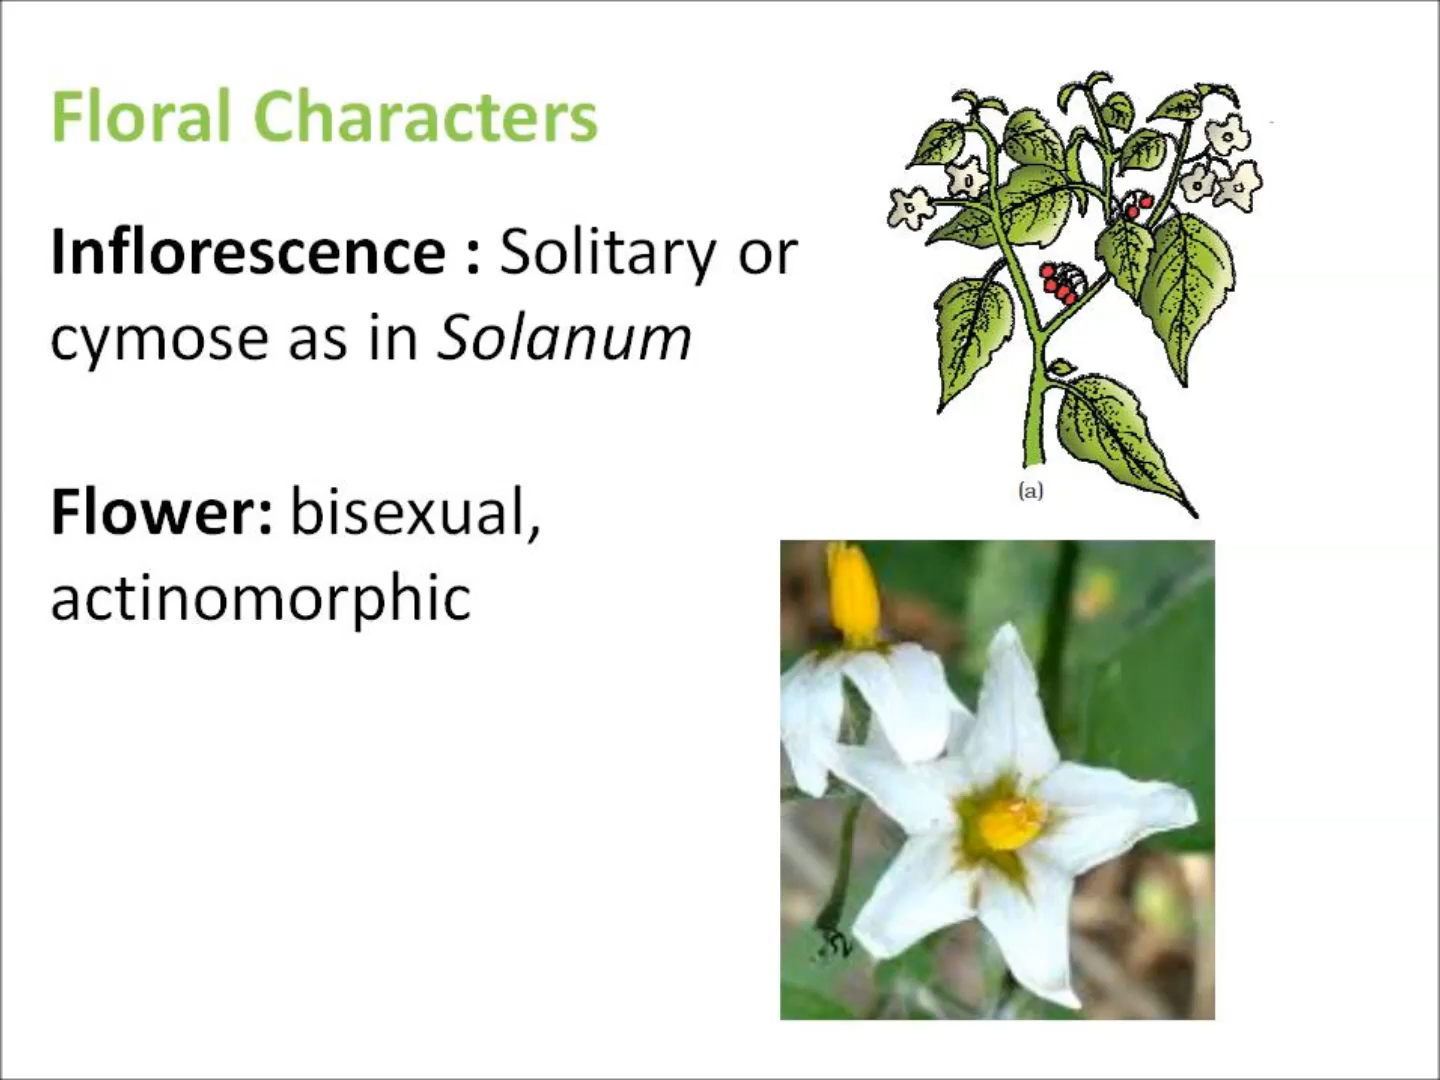 Floral Characters
Inflorescence : Solitary or
cymose as in Solanum
Flower: bisexual,
actinomorphic
(a)